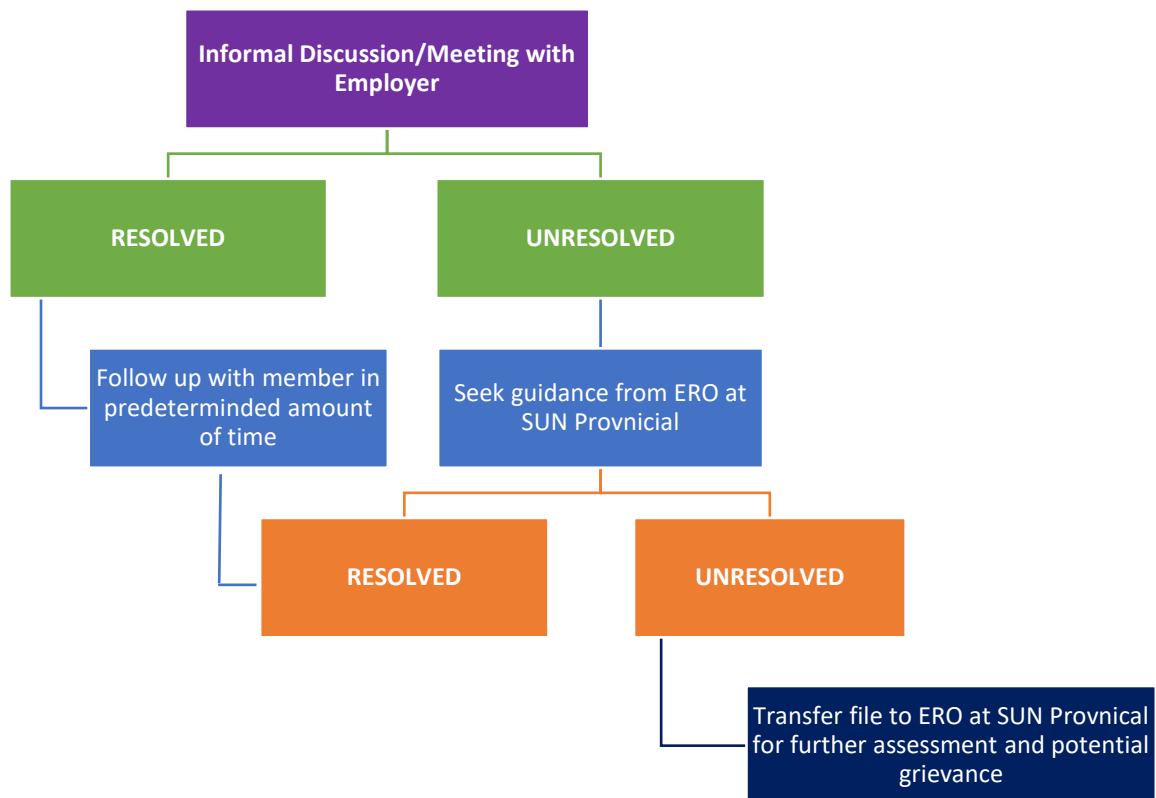 Informal Discussion/Meeting with
Employer
RESOLVED
UNRESOLVED
Follow up with member in
predeterminded amount
of time
Seek guidance from ERO at
SUN Provnicial
RESOLVED
UNRESOLVED
Transfer file to ERO at SUN Provnical
for further assessment and potential
grievance